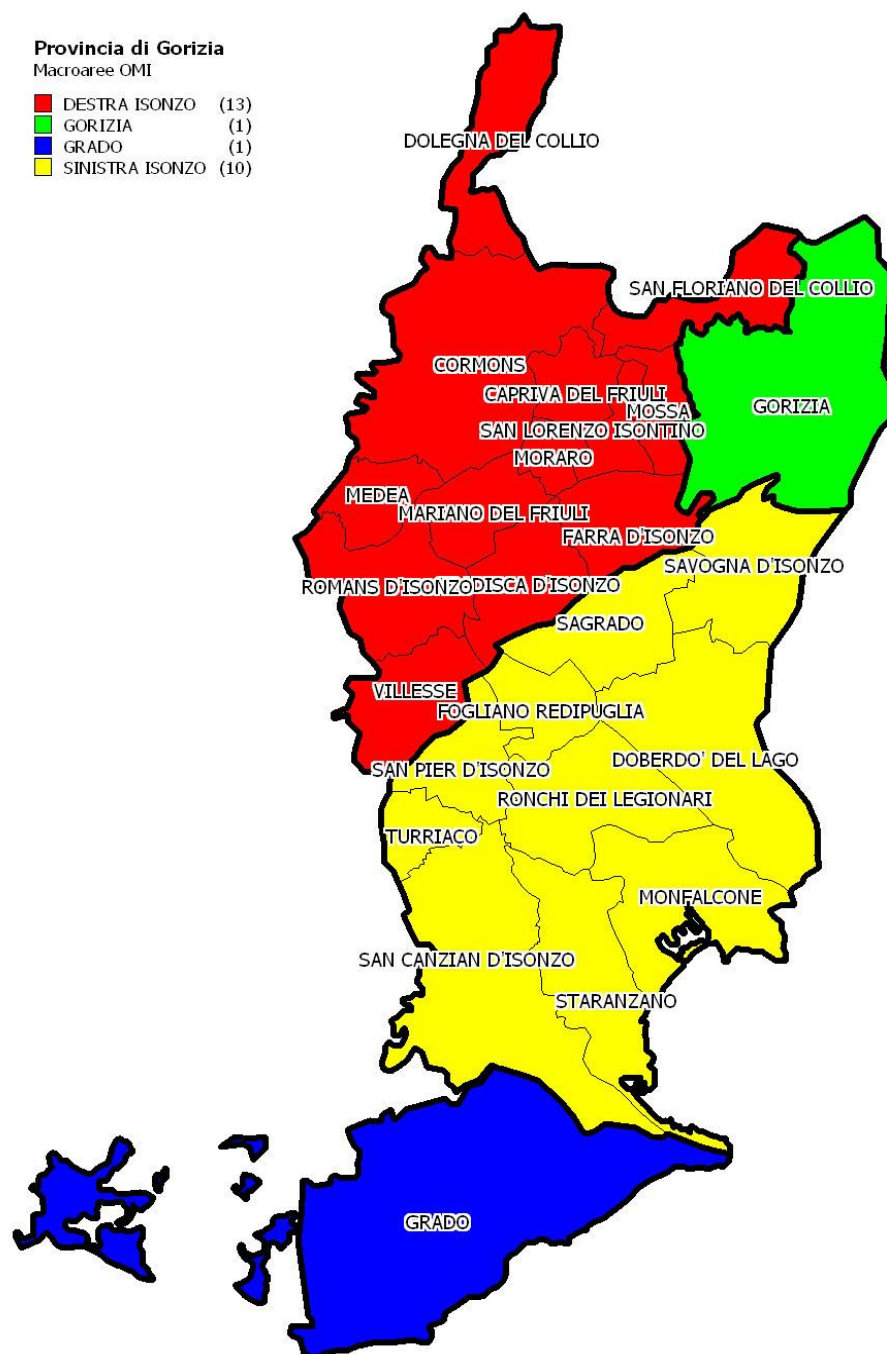 Provincia di Gorizia
Macroaree OMI
DESTRA ISONZO (13)
GORIZIA (1)
GRADO (1)
SINISTRA ISONZO (10)
DOLEGNA DEL COLLIO
SAN FLORIANO DEL COLLIO
CORMONS
CAPRIVA DEL FRIULI
MOSSA
GORIZIA
SAN LORENZO ISONTINO
MORARO
MEDEA
MARIANO DEL FRIULI
FARRA D'ISONZO
SAVOGNA D'ISONZO
ROMANS D'ISONZO
DISCA D'ISONZO
SAGRADO
VILLESSE
FOGLIANO REDIPUGLIA
DOBERDO' DEL LAGO
SAN PIER D'ISONZO
RONCHI DEI LEGIONARI
TURRIACO
MONFALCONE
SAN CANZIAN D'ISONZO
STARANZANO
GRADO